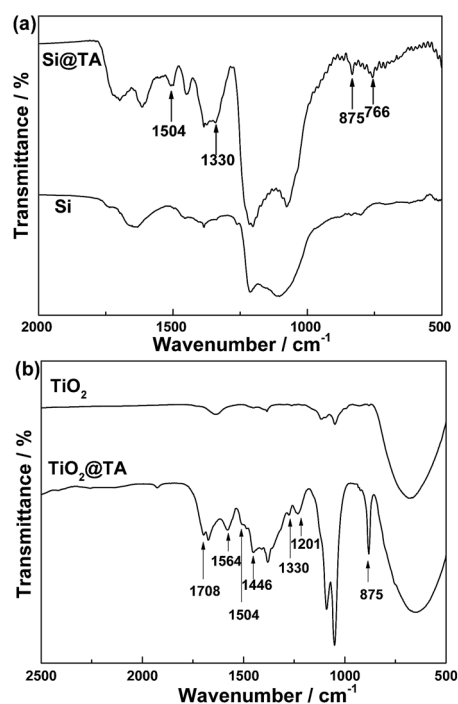 (a)
Si@TA
1504
1330
875
766
Si
Transmittance / %
2000
1500
1000
500
Wavenumber / cm-1
(b)
TiO2
TiO2@TA
1708
1564
1504
1446
1330
1201
875
Transmittance / %
2500
2000
1500
1000
500
Wavenumber / cm-1